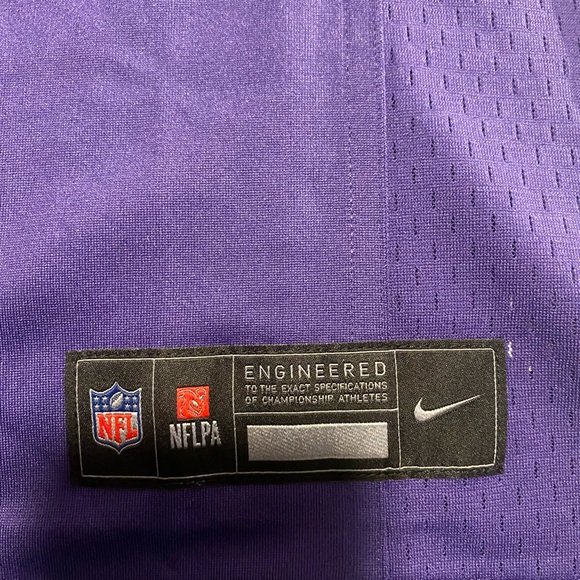 NFL
NFLPA
ENGINEERED
TO THE EXACT SPECIFICATIONS
OF CHAMPIONSHIP ATHLETES